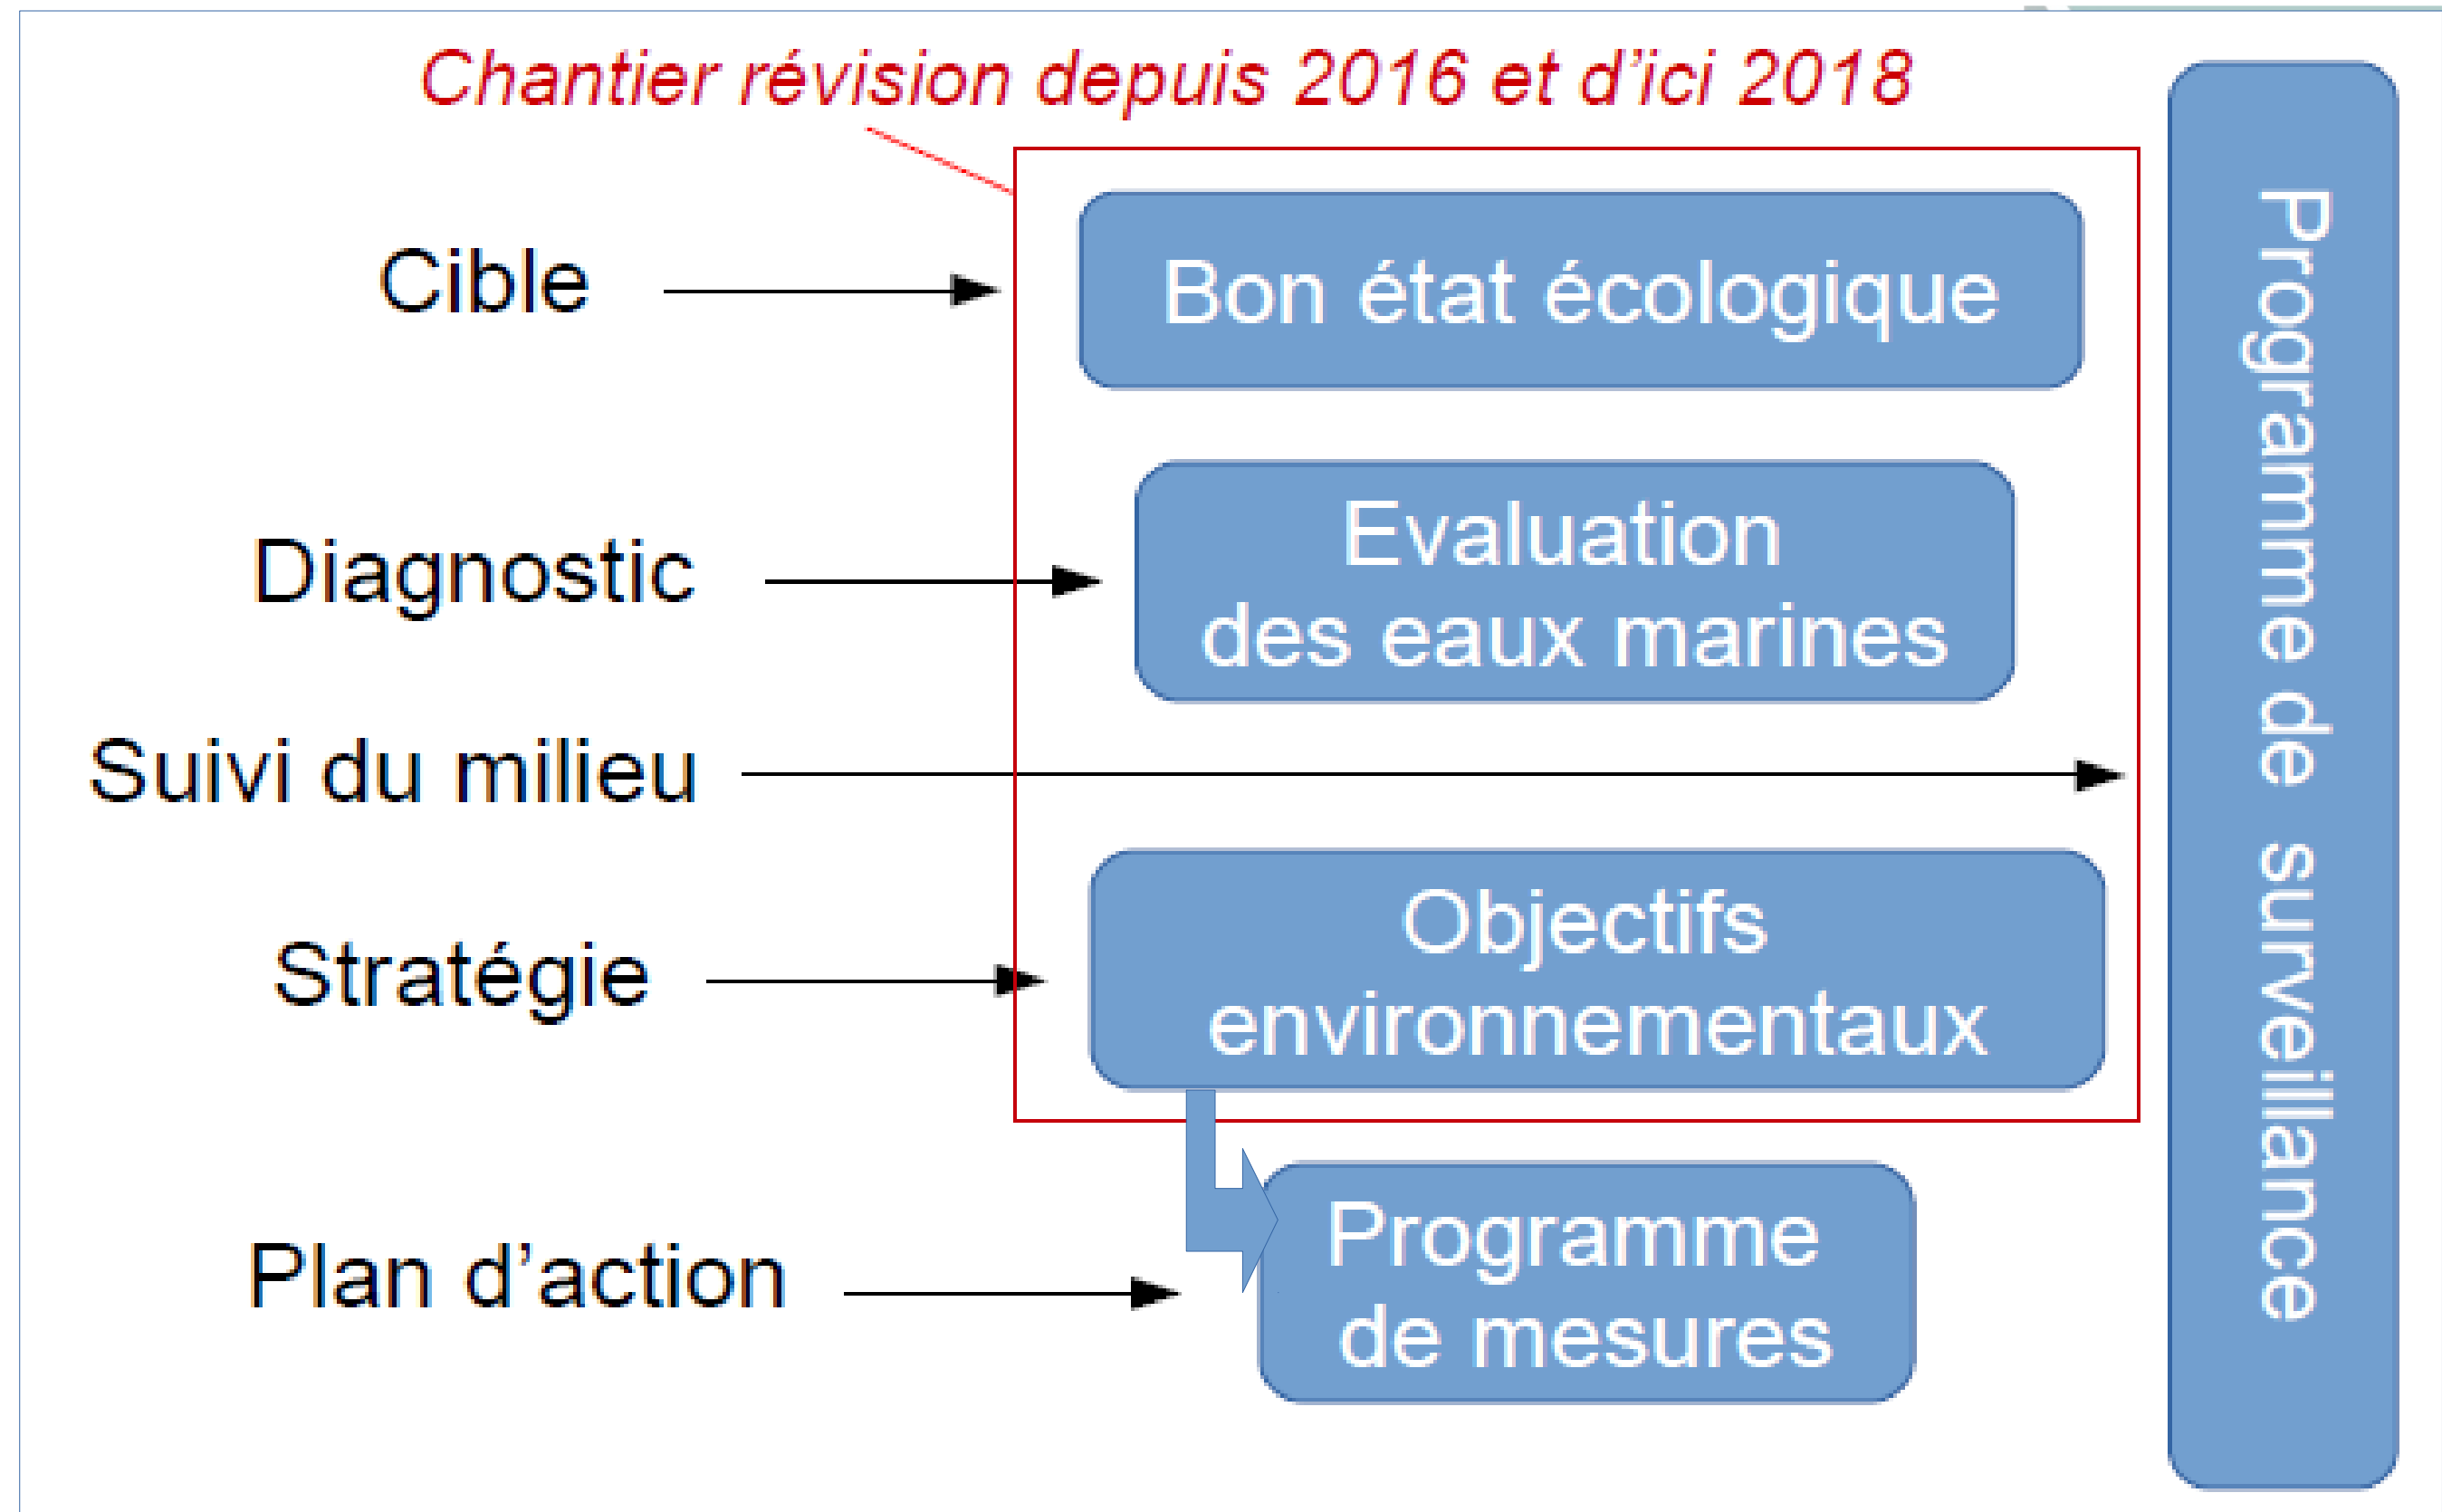 Chantier révision depuis 2016 et d’ici 2018
Cible
Bon état écologique
Diagnostic
Evaluation
des eaux marines
Suivi du milieu
Programme de surveillance
Stratégie
Objectifs
environnementaux
Plan d’action
Programme
de mesures